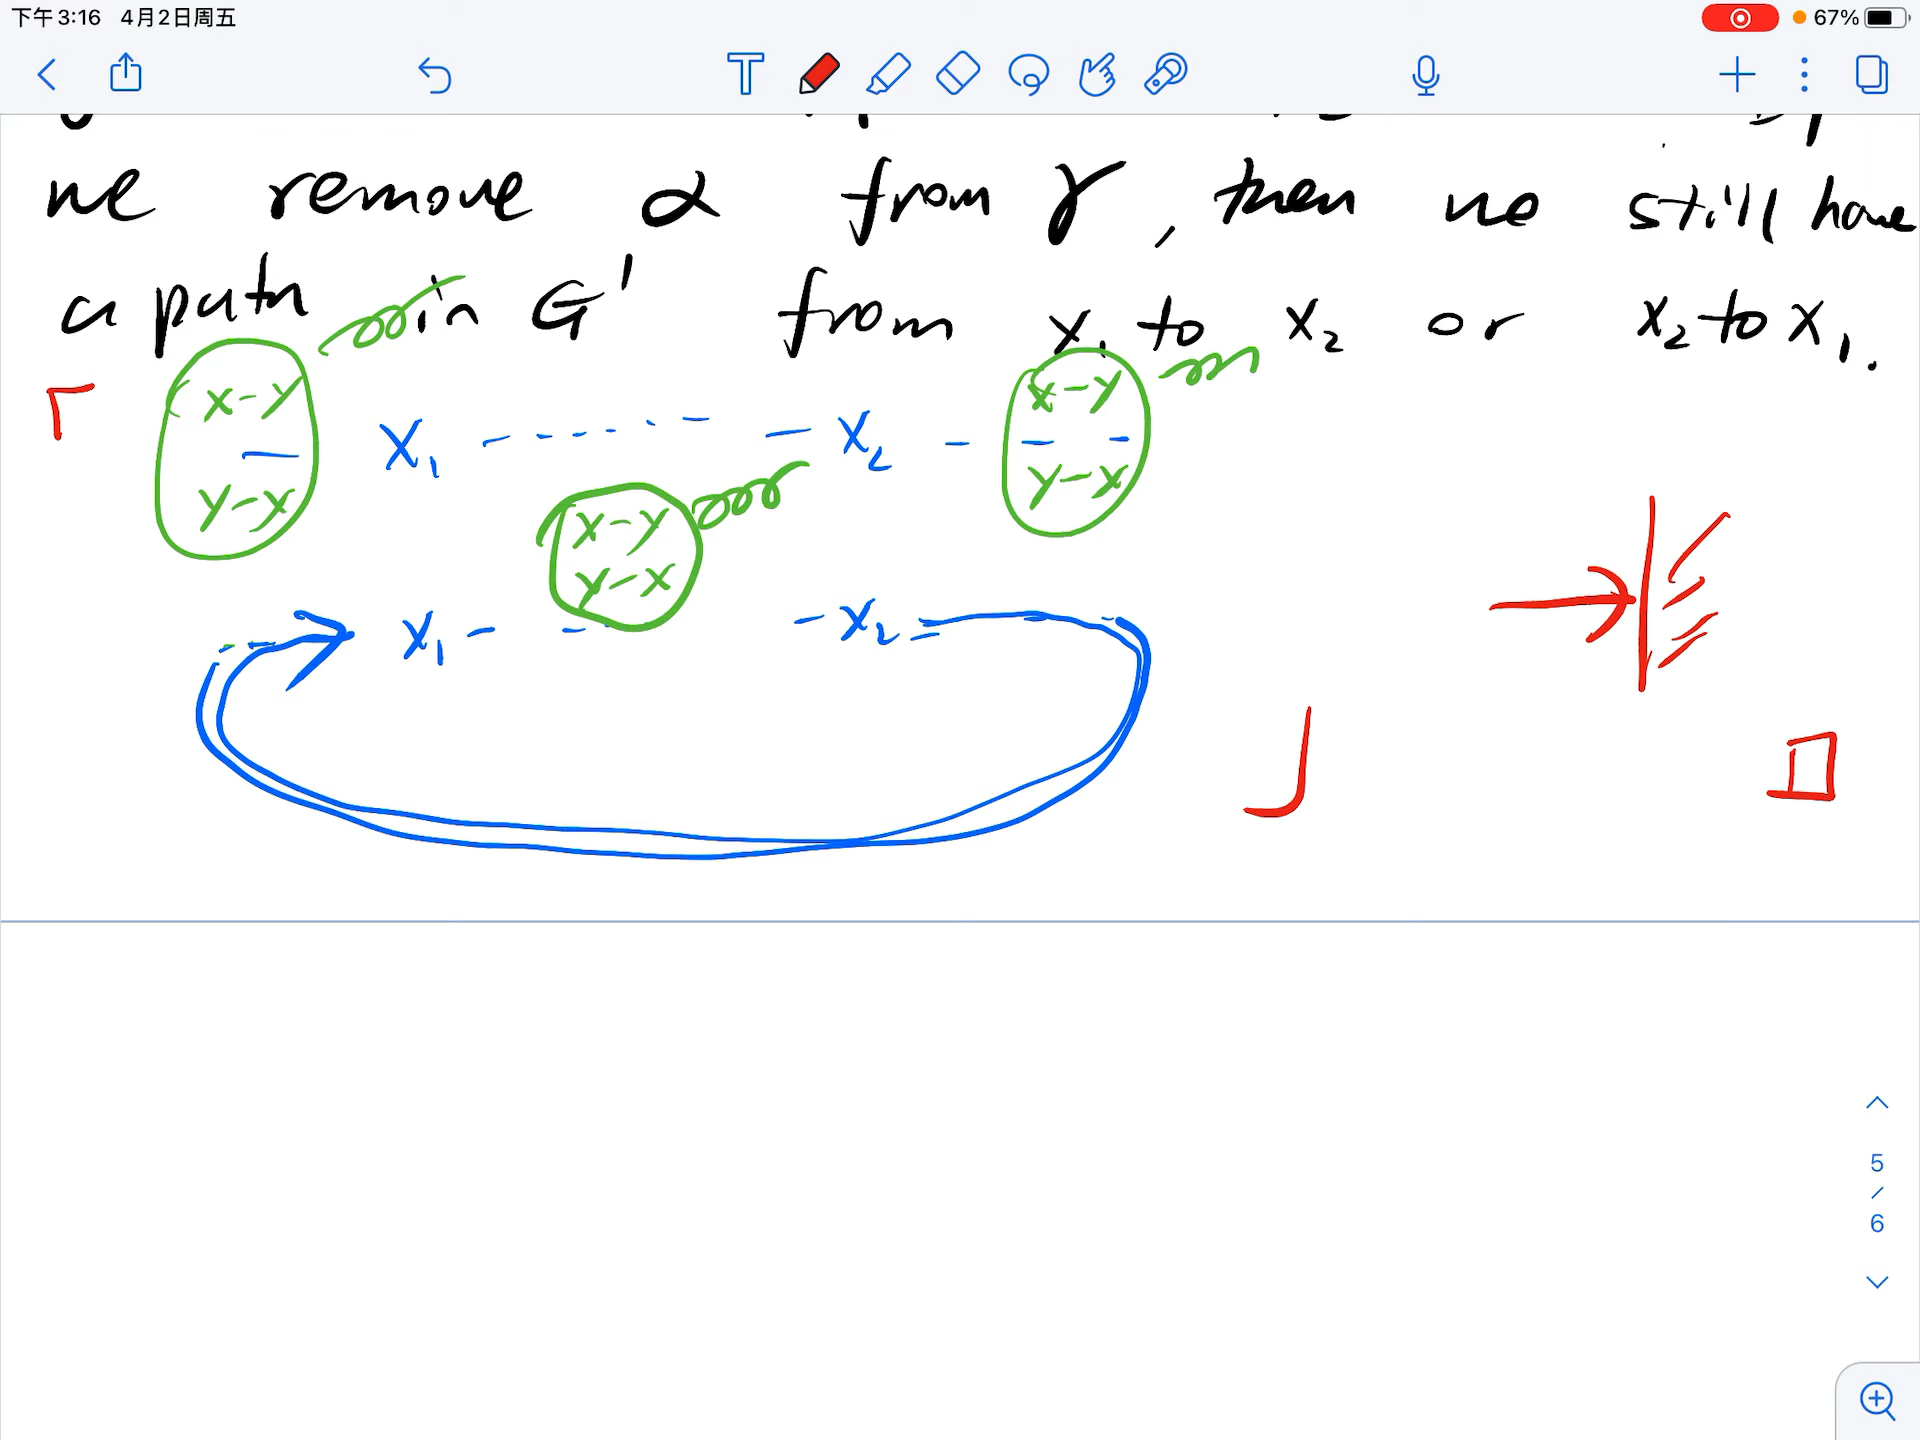 下午3:16 4月2日周五
67%
T
we remove α from γ, then we still have
a path in G' from x₁ to x₂ or x₂ to x₁.
x-y
x₁ - - - - - - - x₂ -
x-y
y-x
y-x
x-y
y-x
x₁ - - - x₂
5
/
6